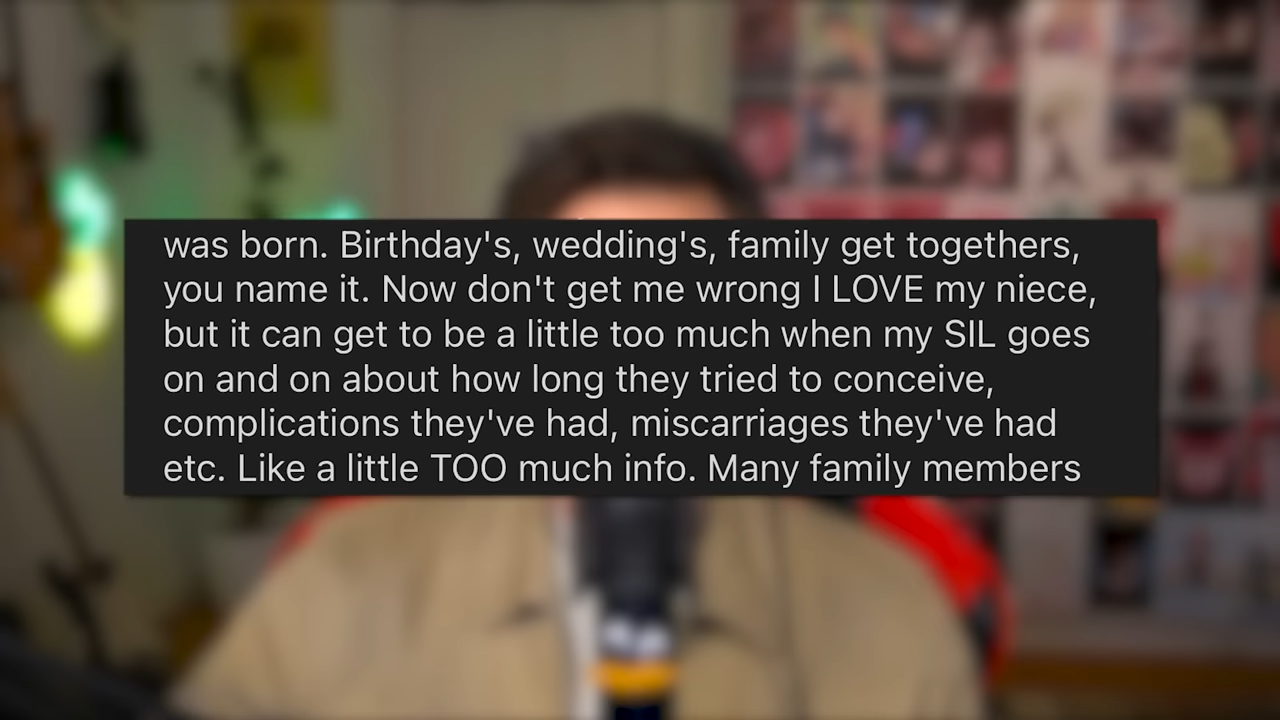 was born. Birthday's, wedding's, family get togethers,
you name it. Now don't get me wrong I LOVE my niece,
but it can get to be a little too much when my SIL goes
on and on about how long they tried to conceive,
complications they've had, miscarriages they've had
etc. Like a little TOO much info. Many family members